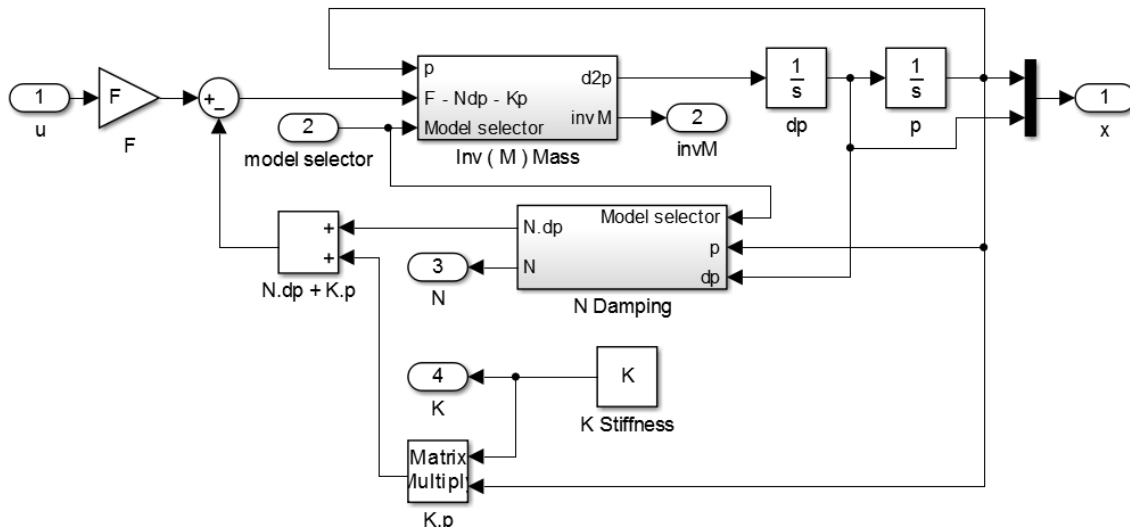 1
u
F
F
+
−
2
model selector
p
F - Ndp - Kp
Model selector
d2p
invM
Inv ( M ) Mass
2
invM
1
s
dp
1
s
p
1
x
+
+
N.dp + K.p
N.dp
N
Model selector
p
dp
N Damping
3
N
4
K
K
K Stiffness
Matrix
Multiply
K.p